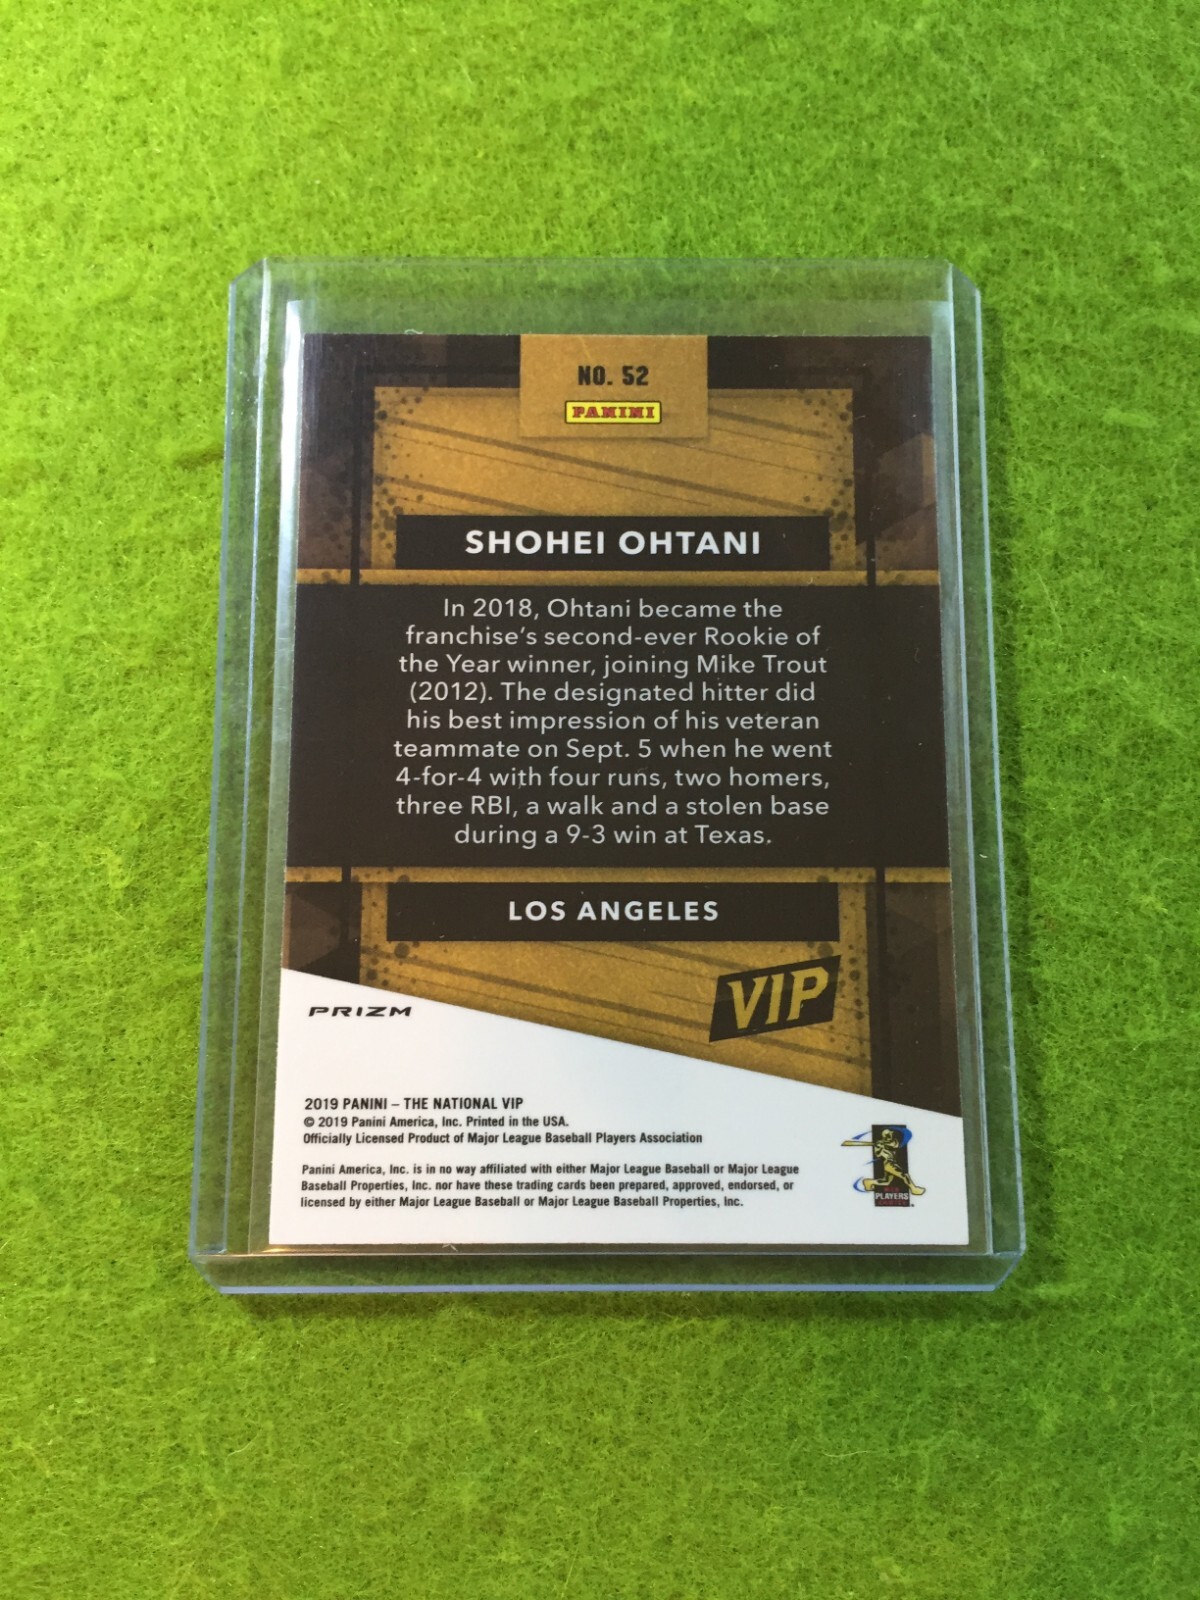 NO. 52
PANINI
SHOHEI OHTANI
In 2018, Ohtani became the
franchise's second-ever Rookie of
the Year winner, joining Mike Trout
(2012). The designated hitter did
his best impression of his veteran
teammate on Sept. 5 when he went
4-for-4 with four runs, two homers,
three RBI, a walk and a stolen base
during a 9-3 win at Texas.
LOS ANGELES
VIP
PRIZM
2019 PANINI – THE NATIONAL VIP
© 2019 Panini America, Inc. Printed in the USA.
Officially Licensed Product of Major League Baseball Players Association
Panini America, Inc. is in no way affiliated with either Major League Baseball or Major League
Baseball Properties, Inc. nor have these trading cards been prepared, approved, endorsed, or
licensed by either Major League Baseball or Major League Baseball Properties, Inc.
PLAYERS